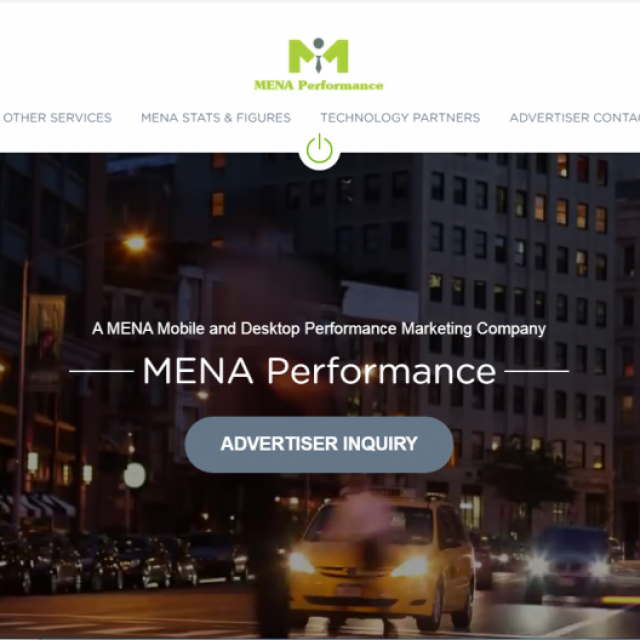 MENA Performance
OTHER SERVICES MENA STATS & FIGURES TECHNOLOGY PARTNERS ADVERTISER CONTA
A MENA Mobile and Desktop Performance Marketing Company
MENA Performance
ADVERTISER INQUIRY